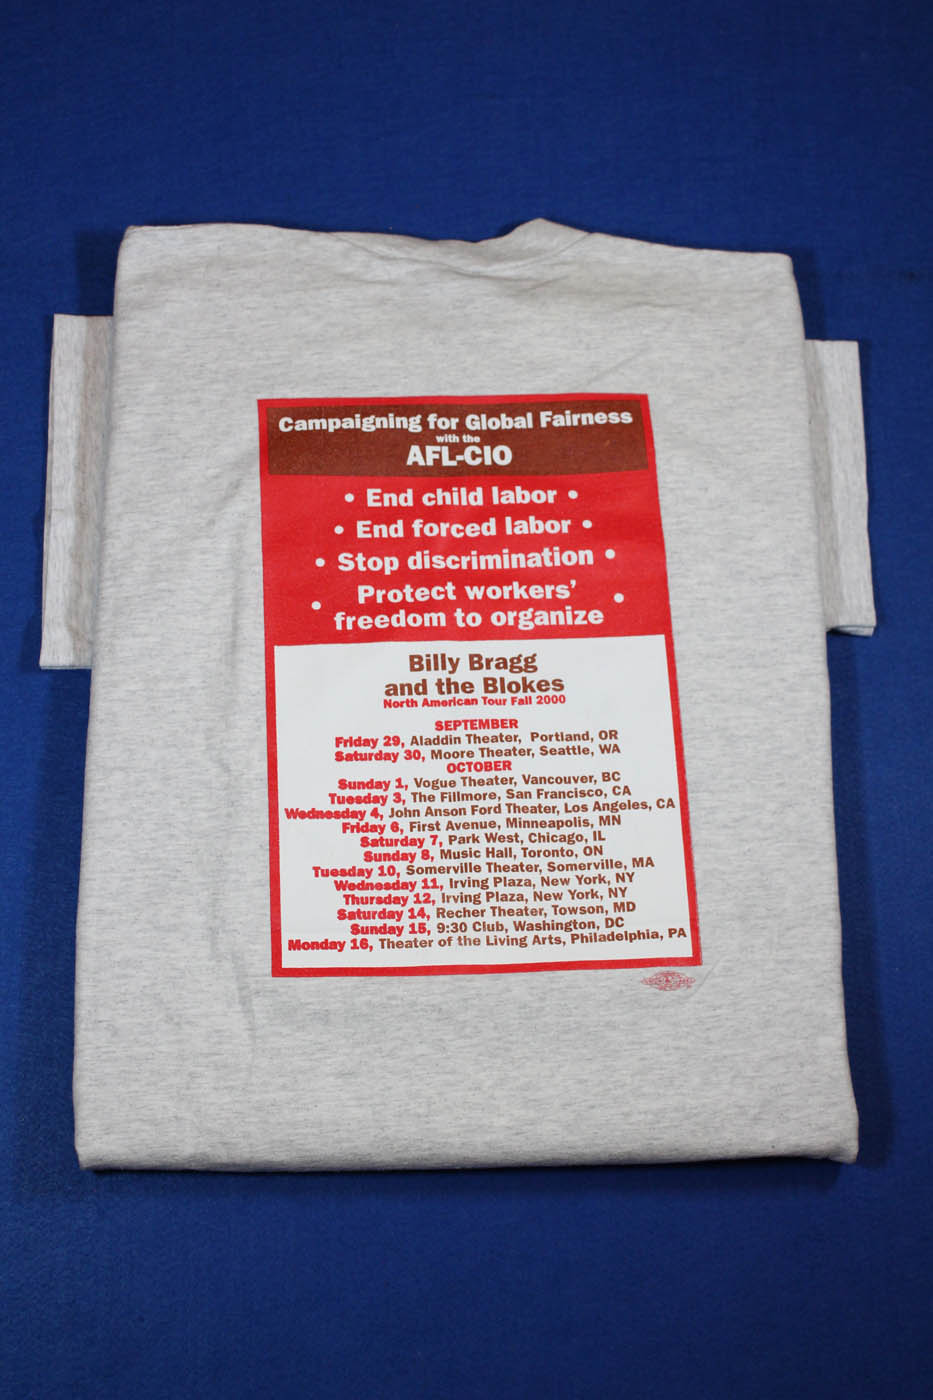 Campaigning for Global Fairness
with the
AFL-CIO
• End child labor •
• End forced labor •
• Stop discrimination •
• Protect workers' •
freedom to organize
Billy Bragg
and the Blokes
North American Tour Fall 2000
SEPTEMBER
Friday 29, Aladdin Theater, Portland, OR
Saturday 30, Moore Theater, Seattle, WA
OCTOBER
Sunday 1, Vogue Theater, Vancouver, BC
Tuesday 3, The Fillmore, San Francisco, CA
Wednesday 4, John Anson Ford Theater, Los Angeles, CA
Friday 6, First Avenue, Minneapolis, MN
Saturday 7, Park West, Chicago, IL
Sunday 8, Music Hall, Toronto, ON
Tuesday 10, Somerville Theater, Somerville, MA
Wednesday 11, Irving Plaza, New York, NY
Thursday 12, Irving Plaza, New York, NY
Saturday 14, Recher Theater, Towson, MD
Sunday 15, 9:30 Club, Washington, DC
Monday 16, Theater of the Living Arts, Philadelphia, PA